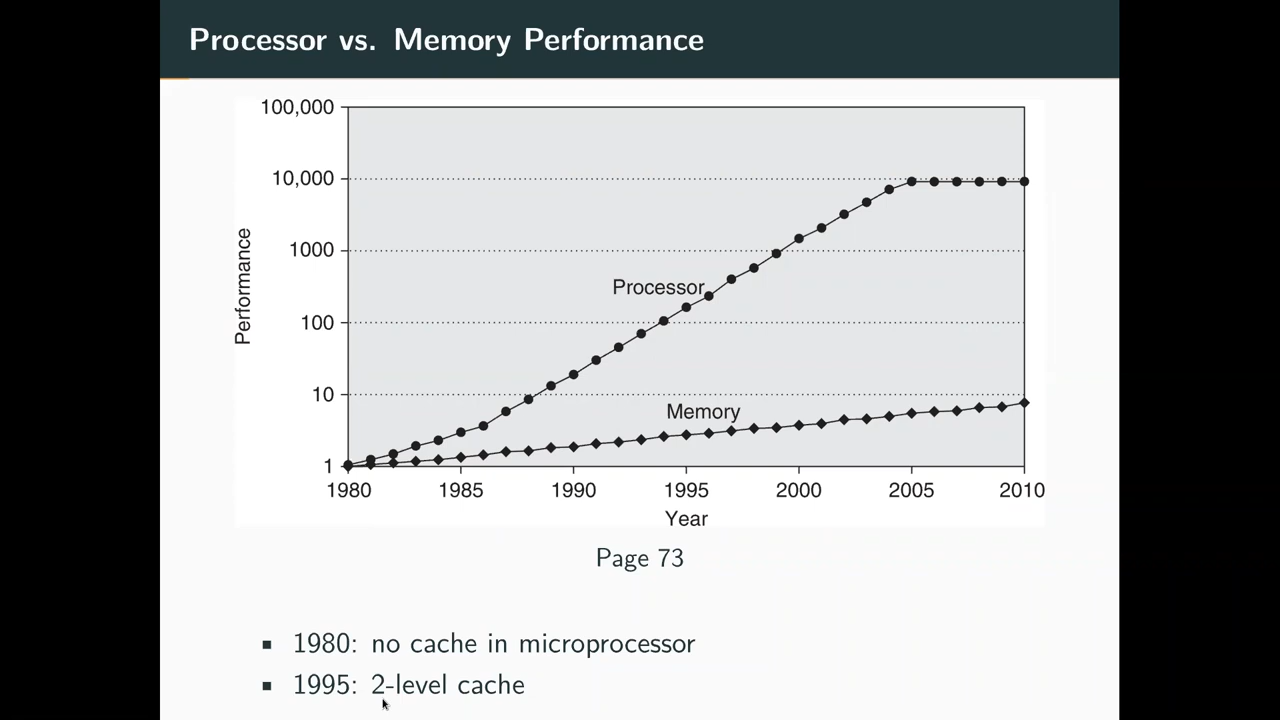 Processor vs. Memory Performance
100,000
10,000
1000
100
10
1
Performance
Processor
Memory
1980 1985 1990 1995 2000 2005 2010
Year
Page 73
▪ 1980: no cache in microprocessor
▪ 1995: 2-level cache